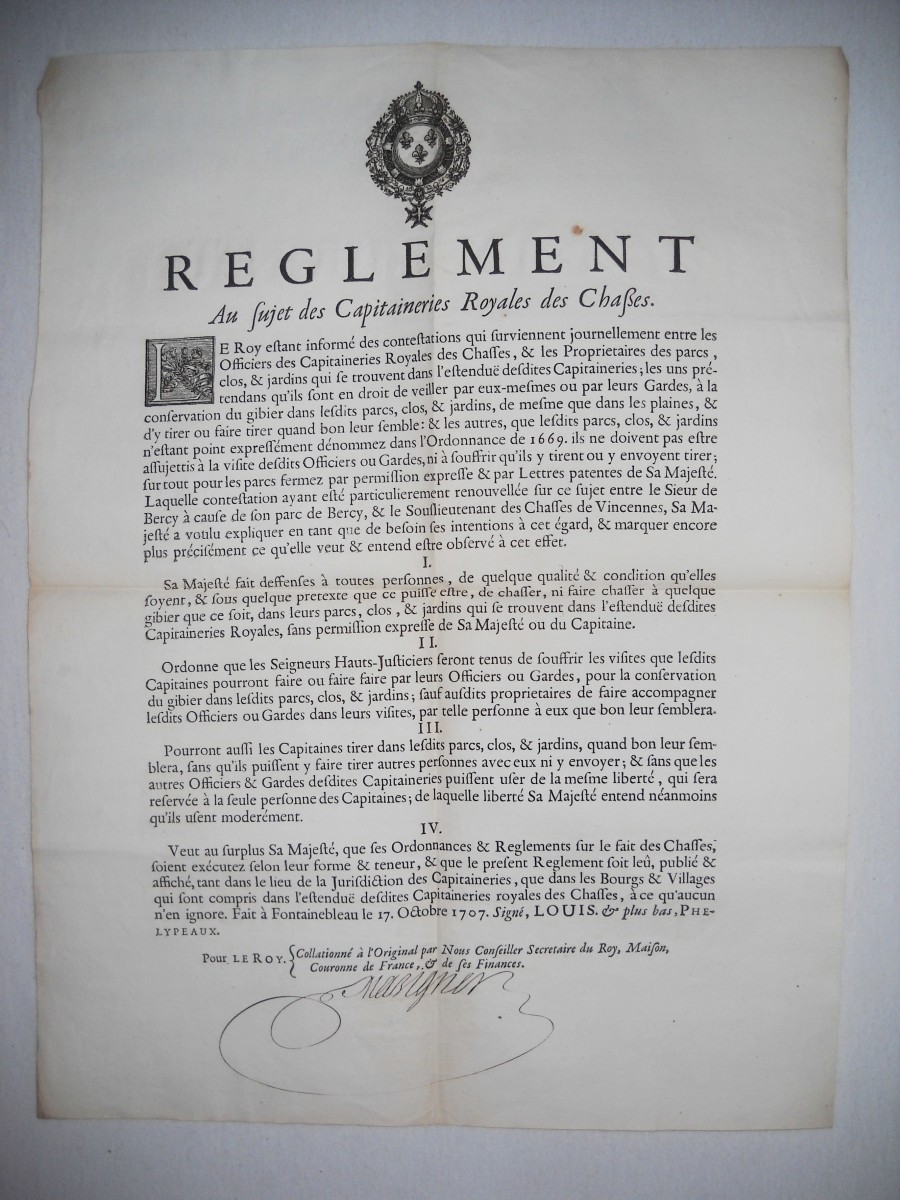 REGLEMENT
Au ſujet des Capitaineries Royales des Chaſſes.
LE Roy eſtant informé des conteſtations qui ſurviennent journellement entre les
Officiers des Capitaineries Royales des Chaſſes, & les Proprietaires des parcs,
clos, & jardins qui ſe trouvent dans l'eſtenduë deſdites Capitaineries; les uns pré-
tendans qu'ils ſont en droit de veiller par eux-meſmes ou par leurs Gardes, à la
conſervation du gibier dans leſdits parcs, clos, & jardins, de meſme que dans les plaines, &
d'y tirer ou faire tirer quand bon leur ſemble: & les autres, que leſdits parcs, clos, & jardins
n'eſtant point expreſſément dénommez dans l'Ordonnance de 1669. ils ne doivent pas eſtre
aſſujettis à la viſite deſdits Officiers ou Gardes, ni à ſouffrir qu'ils y tirent ou y envoyent tirer;
ſur tout pour les parcs fermez par permiſſion expreſſe & par Lettres patentes de Sa Majeſté.
Laquelle conteſtation ayant eſté particulierement renouvellée ſur ce ſujet entre le Sieur de
Bercy à cauſe de ſon parc de Bercy, & le Souſlieutenant des Chaſſes de Vincennes, Sa Ma-
jeſté a voulu expliquer en tant que de beſoin ſes intentions à cet égard, & marquer encore
plus préciſément ce qu'elle veut & entend eſtre obſervé à cet effet.
I.
Sa Majeſté fait deffenſes à toutes perſonnes, de quelque qualité & condition qu'elles
ſoyent, & ſous quelque pretexte que ce puiſſe eſtre, de chaſſer, ni faire chaſſer à quelque
gibier que ce ſoit, dans leurs parcs, clos, & jardins qui ſe trouvent dans l'eſtenduë deſdites
Capitaineries Royales, ſans permiſſion expreſſe de Sa Majeſté ou du Capitaine.
II.
Ordonne que les Seigneurs Hauts-Juſticiers ſeront tenus de ſouffrir les viſites que leſdits
Capitaines pourront faire ou faire faire par leurs Officiers ou Gardes, pour la conſervation
du gibier dans leſdits parcs, clos, & jardins; ſauf auſdits proprietaires de faire accompagner
leſdits Officiers ou Gardes dans leurs viſites, par telle perſonne à eux que bon leur ſemblera.
III.
Pourront auſſi les Capitaines tirer dans leſdits parcs, clos, & jardins, quand bon leur ſem-
blera, ſans qu'ils puiſſent y faire tirer autres perſonnes avec eux ni y envoyer; & ſans que les
autres Officiers & Gardes deſdites Capitaineries puiſſent uſer de la meſme liberté, qui ſera
reſervée à la ſeule perſonne des Capitaines; de laquelle liberté Sa Majeſté entend néanmoins
qu'ils uſent moderément.
IV.
Veut au ſurplus Sa Majeſté, que ſes Ordonnances & Reglements ſur le fait des Chaſſes,
ſoient exécutez ſelon leur forme & teneur, & que le preſent Reglement ſoit leû, publié &
affiché, tant dans le lieu de la Juriſdiction des Capitaineries, que dans les Bourgs & Villages
qui ſont compris dans l'eſtenduë deſdites Capitaineries royales des Chaſſes, à ce qu'aucun
n'en ignore. Fait à Fontainebleau le 17. Octobre 1707. Signé, LOUIS. & plus bas, PHE-
LYPEAUX.
Pour LE ROY. Collationné à l'Original par Nous Conſeiller Secretaire du Roy, Maiſon,
Couronne de France, & de ſes Finances.